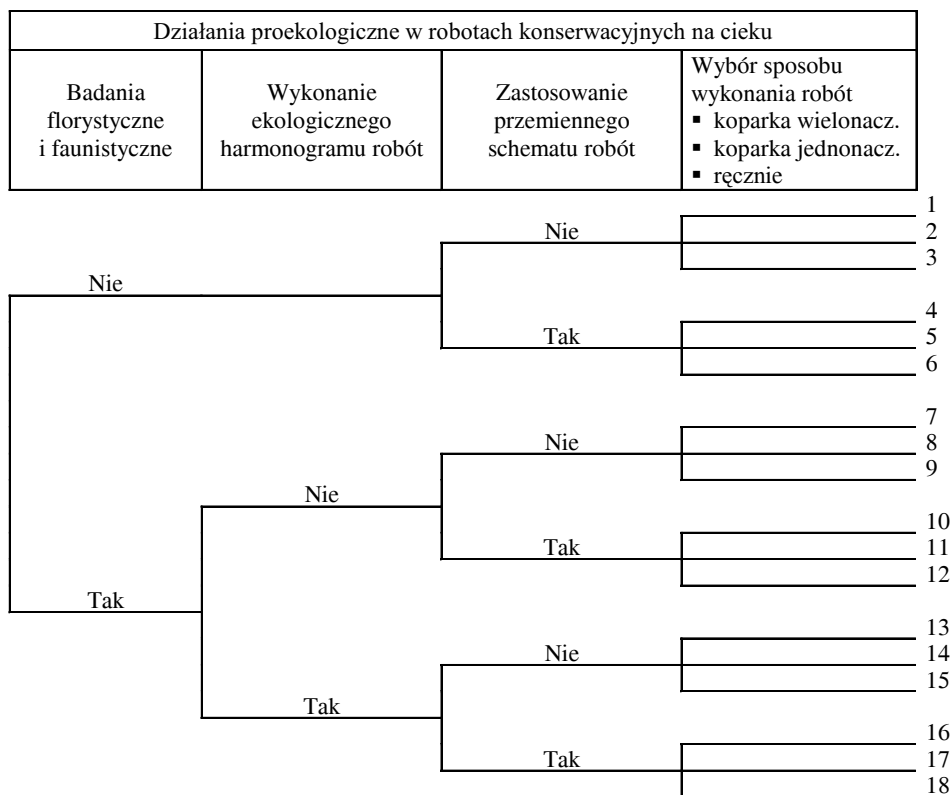 Działania proekologiczne w robotach konserwacyjnych na cieku
Badania
florystyczne
i faunistyczne
Wykonanie
ekologicznego
harmonogramu robót
Zastosowanie
przemiennego
schematu robót
Wybór sposobu
wykonania robót
▪ koparka wielonacz.
▪ koparka jednonacz.
▪ ręcznie
1
Nie
2
3
Nie
4
Tak
5
6
7
Nie
8
9
Nie
10
Tak
11
12
Tak
13
Nie
14
15
Tak
16
Tak
17
18